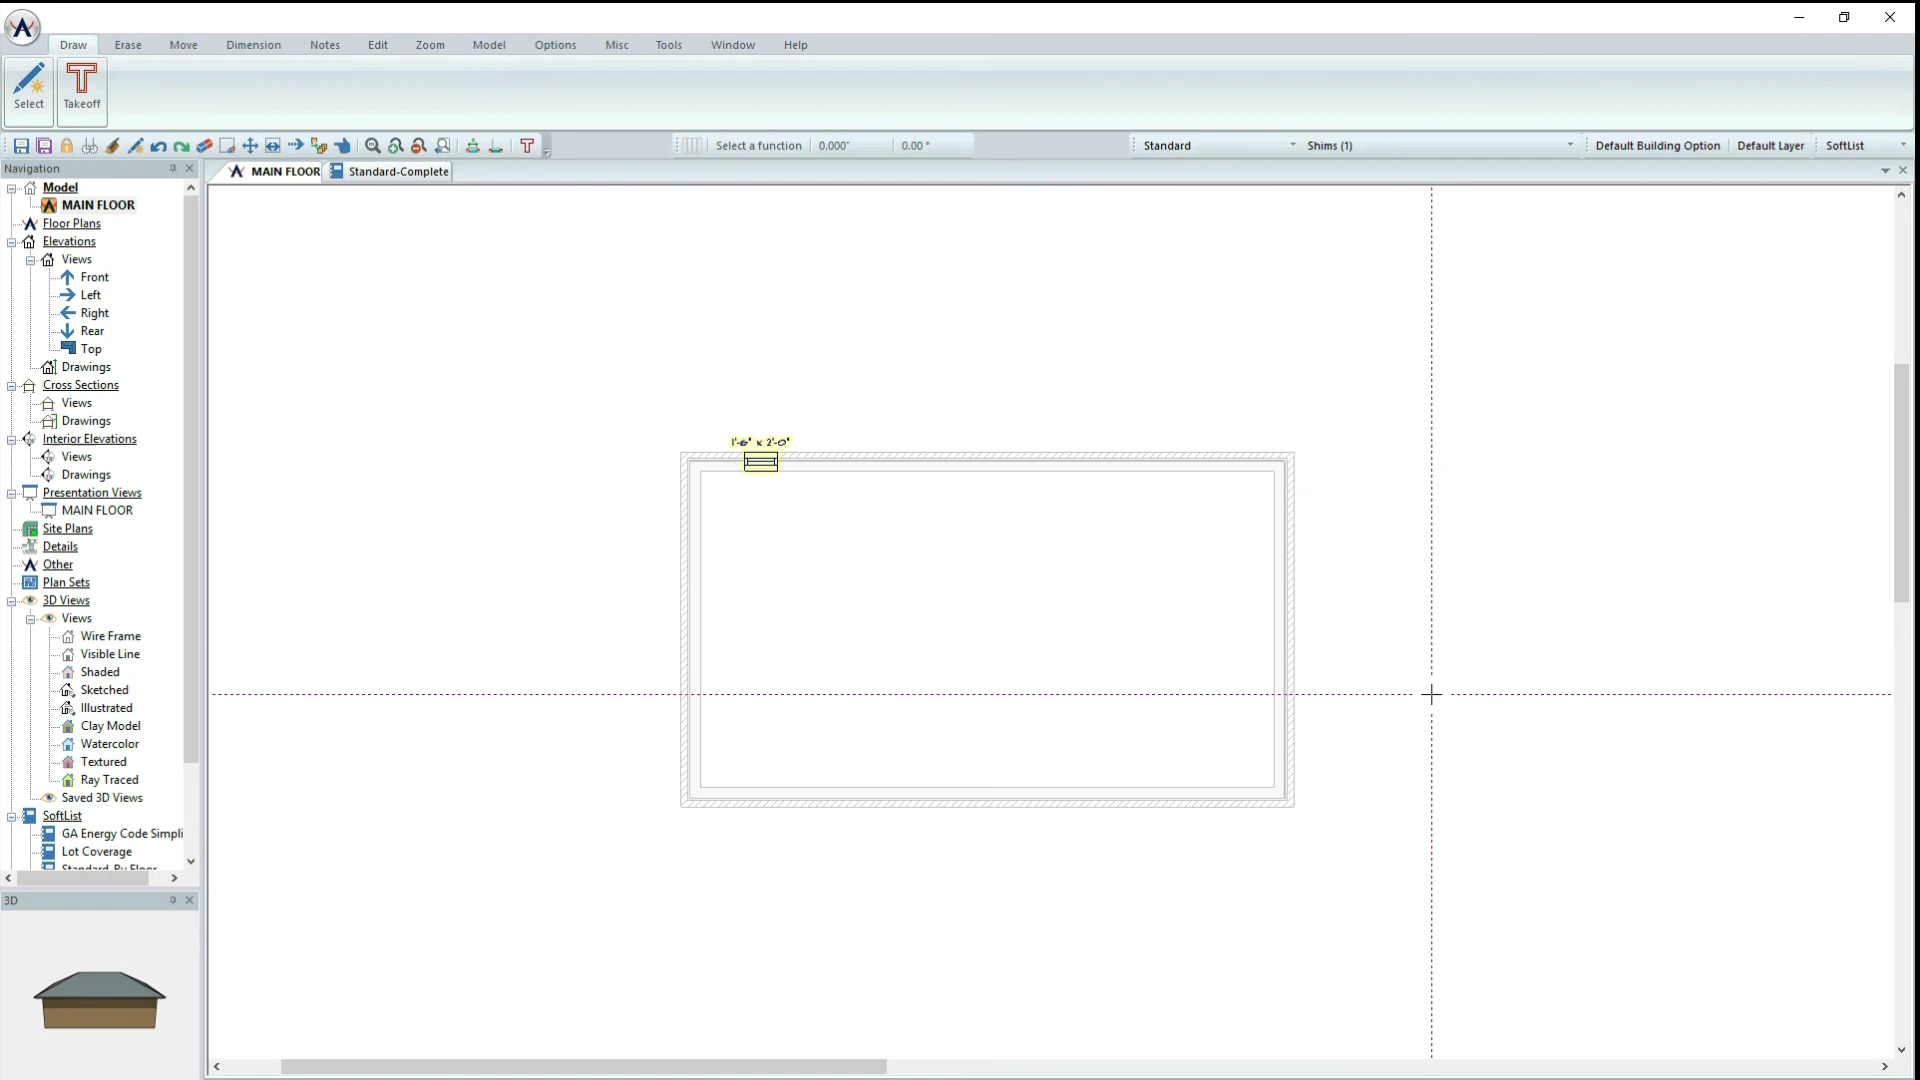 Draw Erase Move Dimension Notes Edit Zoom Model Options Misc Tools Window Help
Select Takeoff
Select a function 0.000" 0.00 ° Standard Shims (1) Default Building Option Default Layer SoftList
Navigation
MAIN FLOOR Standard-Complete
Model
MAIN FLOOR
Floor Plans
Elevations
Views
Front
Left
Right
Rear
Top
Drawings
Cross Sections
Views
Drawings
Interior Elevations
Views
Drawings
Presentation Views
MAIN FLOOR
Site Plans
Details
Other
Plan Sets
3D Views
Views
Wire Frame
Visible Line
Shaded
Sketched
Illustrated
Clay Model
Watercolor
Textured
Ray Traced
Saved 3D Views
SoftList
GA Energy Code Simpli
Lot Coverage
Standard-By Floor
3D
1'-6" x 2'-0"